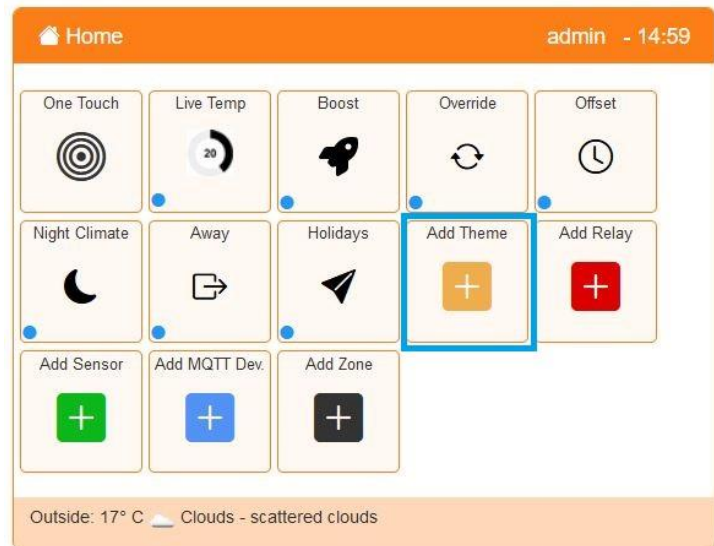 Home admin - 14:59
One Touch Live Temp Boost Override Offset
20
Night Climate Away Holidays Add Theme Add Relay
Add Sensor Add MQTT Dev. Add Zone
Outside: 17° C Clouds - scattered clouds